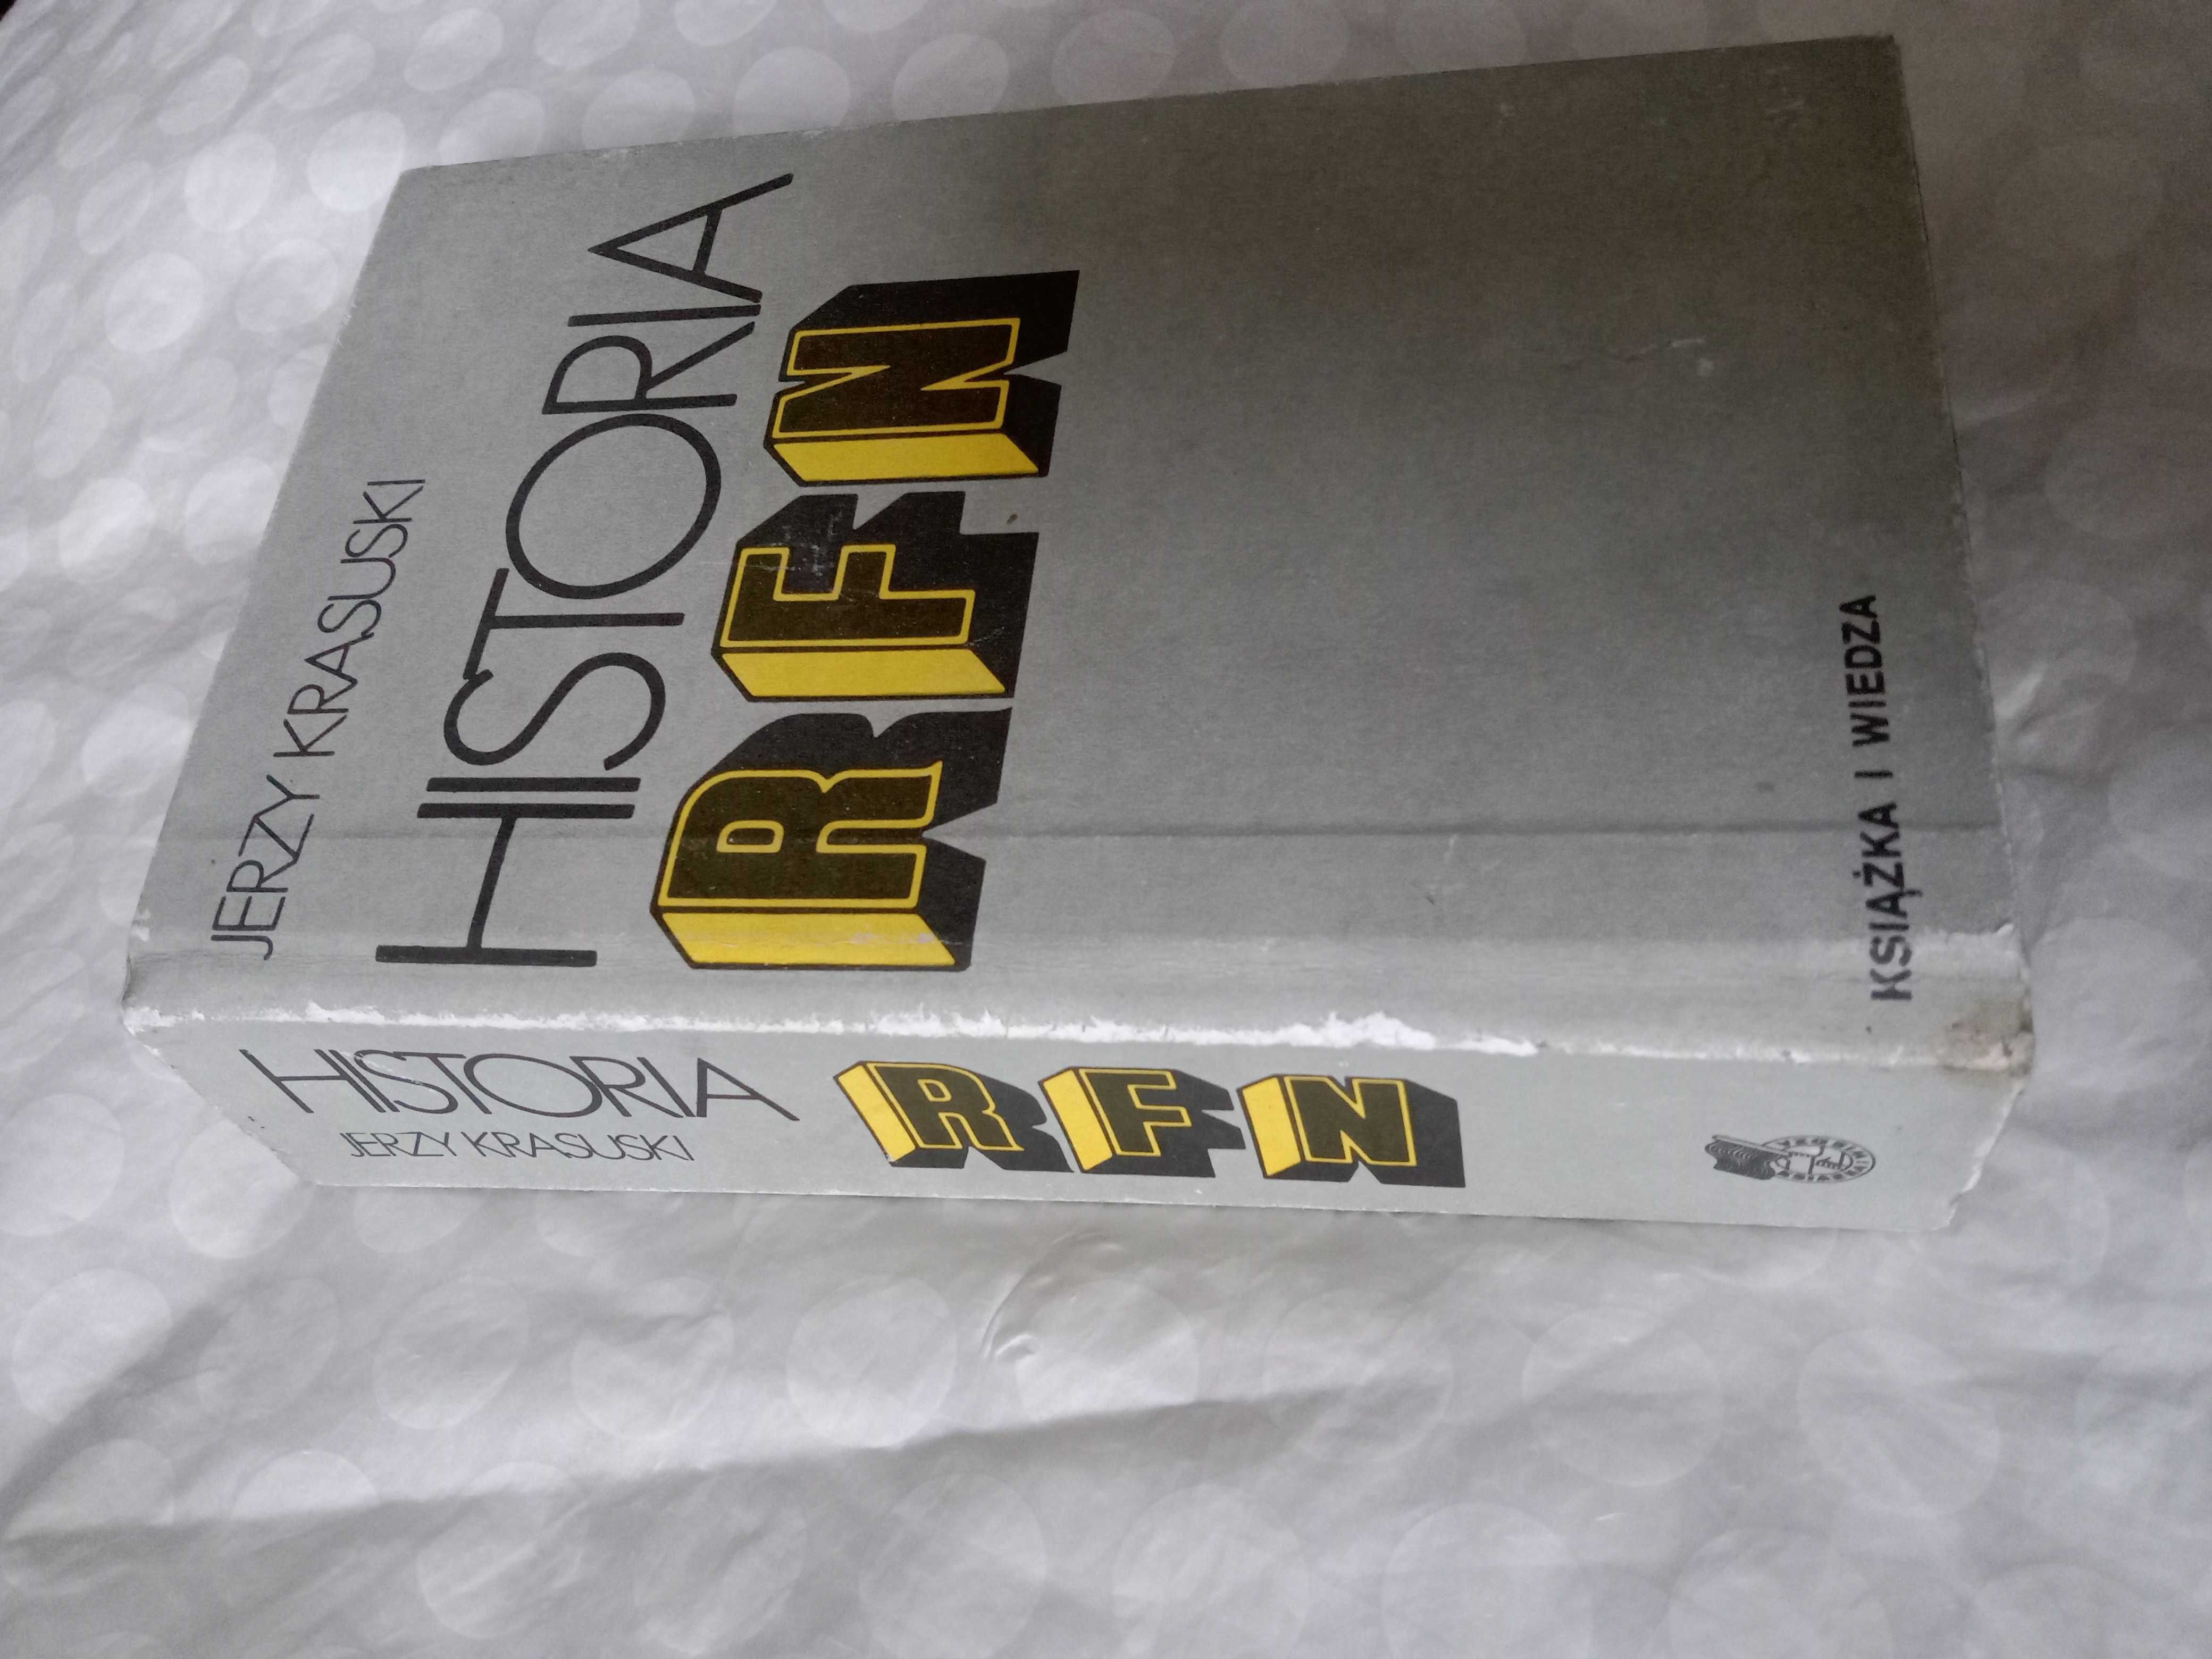 JERZY KRASUSKI
HISTORIA
RFN
KSIĄŻKA I WIEDZA
HISTORIA
JERZY KRASUSKI
RFN